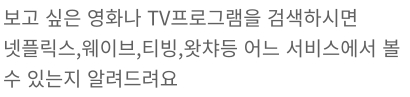 보고 싶은 영화나 TV프로그램을 검색하시면
넷플릭스,웨이브,티빙,왓챠등 어느 서비스에서 볼
수 있는지 알려드려요